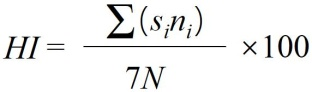 HI = ∑(sᵢnᵢ) / 7N ×100